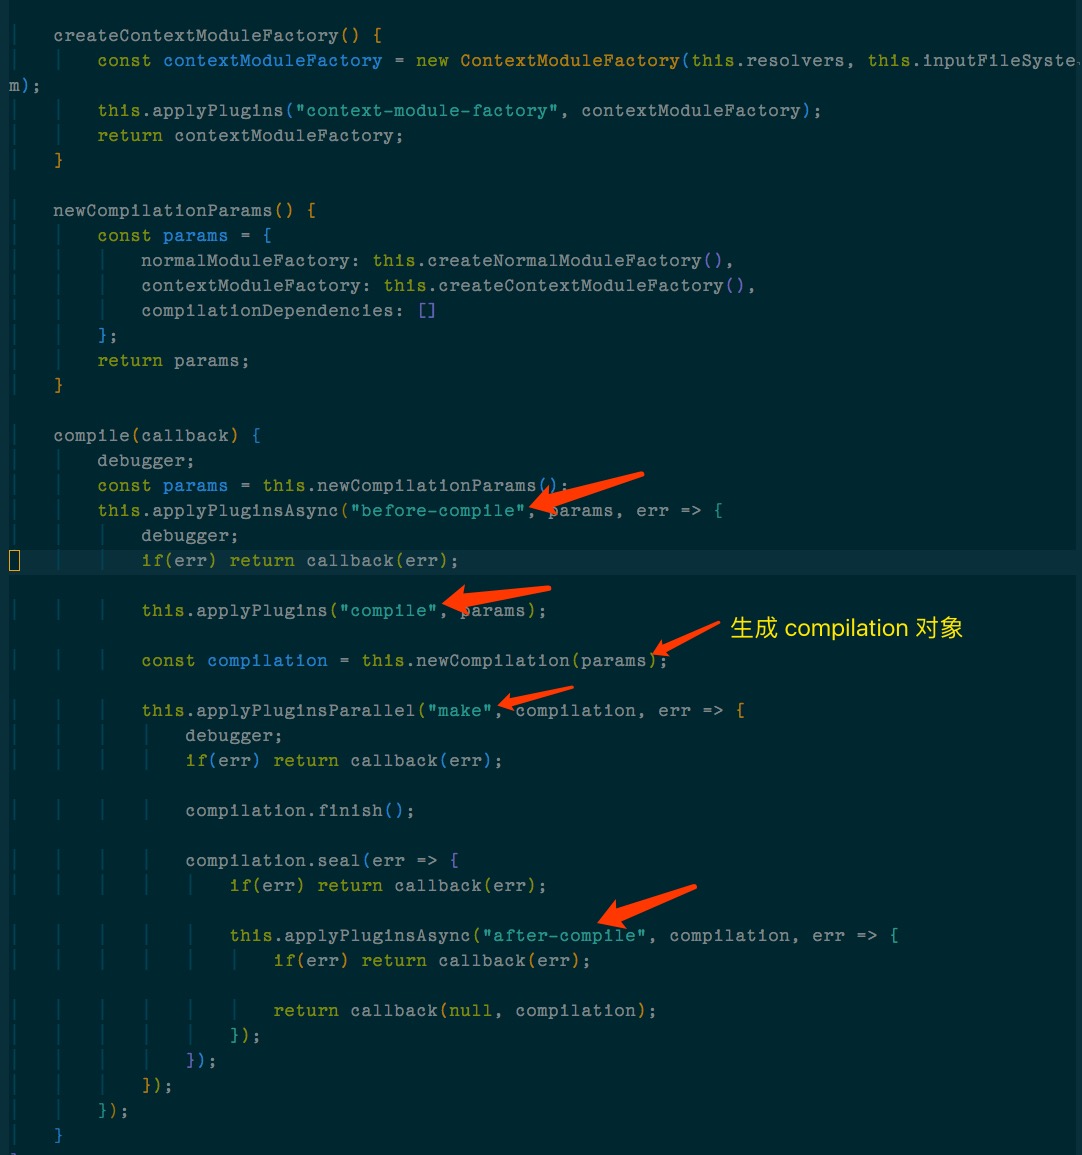 createContextModuleFactory() {
const contextModuleFactory = new ContextModuleFactory(this.resolvers, this.inputFileSyste
m);
this.applyPlugins("context-module-factory", contextModuleFactory);
return contextModuleFactory;
}
newCompilationParams() {
const params = {
normalModuleFactory: this.createNormalModuleFactory(),
contextModuleFactory: this.createContextModuleFactory(),
compilationDependencies: []
};
return params;
}
compile(callback) {
debugger;
const params = this.newCompilationParams();
this.applyPluginsAsync("before-compile", params, err => {
debugger;
if(err) return callback(err);
this.applyPlugins("compile", params);
生成 compilation 对象
const compilation = this.newCompilation(params);
this.applyPluginsParallel("make", compilation, err => {
debugger;
if(err) return callback(err);
compilation.finish();
compilation.seal(err => {
if(err) return callback(err);
this.applyPluginsAsync("after-compile", compilation, err => {
if(err) return callback(err);
return callback(null, compilation);
});
});
});
});
}